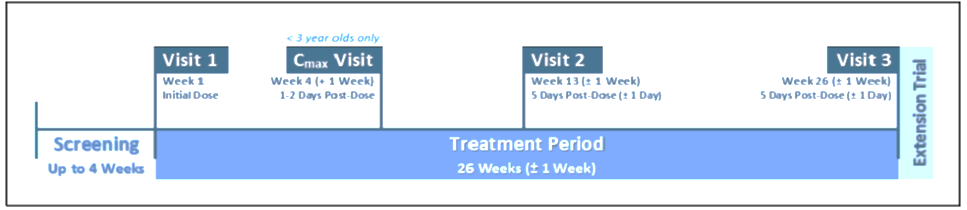 < 3 year olds only
Visit 1
Week 1
Initial Dose
Cmax Visit
Week 4 (+ 1 Week)
1-2 Days Post-Dose
Visit 2
Week 13 (± 1 Week)
5 Days Post-Dose (± 1 Day)
Visit 3
Week 26 (± 1 Week)
5 Days Post-Dose (± 1 Day)
Extension Trial
Screening
Up to 4 Weeks
Treatment Period
26 Weeks (± 1 Week)